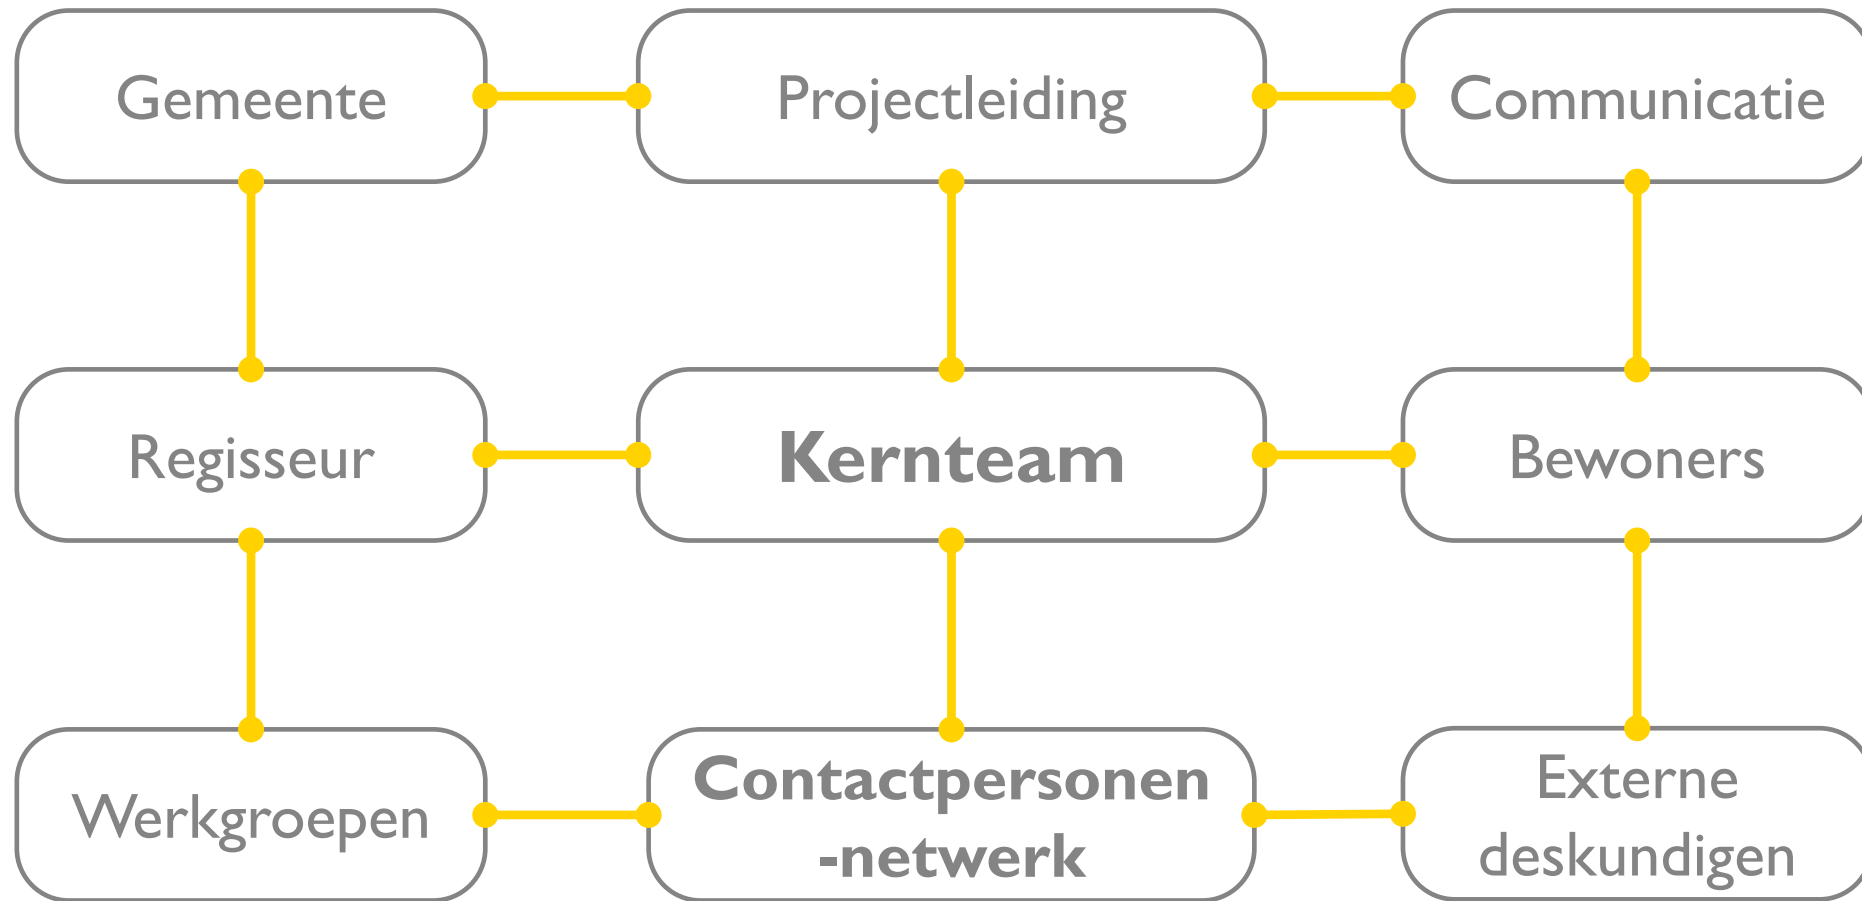 Gemeente
Projectleiding
Communicatie
Regisseur
Kernteam
Bewoners
Werkgroepen
Contactpersonen
-netwerk
Externe
deskundigen